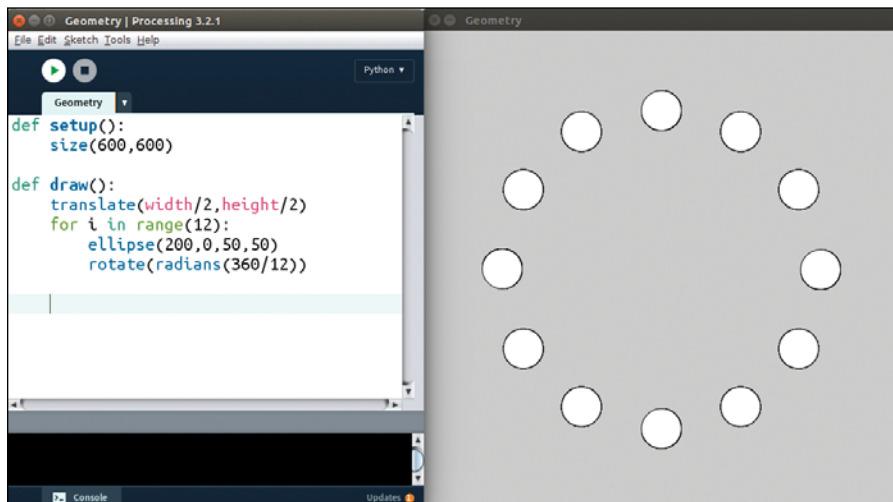 Geometry | Processing 3.2.1
File Edit Sketch Tools Help
Python ▾
Geometry ▾
def setup():
    size(600,600)
def draw():
    translate(width/2,height/2)
    for i in range(12):
        ellipse(200,0,50,50)
        rotate(radians(360/12))
Console
Updates 1
Geometry